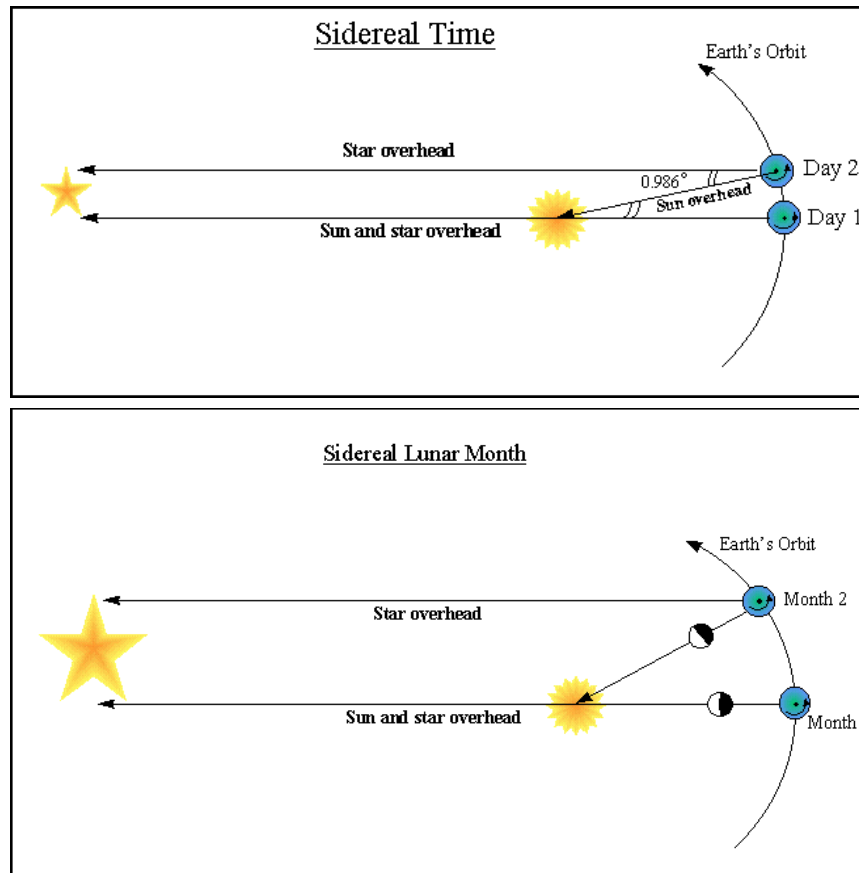 Sidereal Time
Earth's Orbit
Star overhead
Day 2
0.986°
Sun overhead
Day 1
Sun and star overhead
Sidereal Lunar Month
Earth's Orbit
Star overhead
Month 2
Sun and star overhead
Month